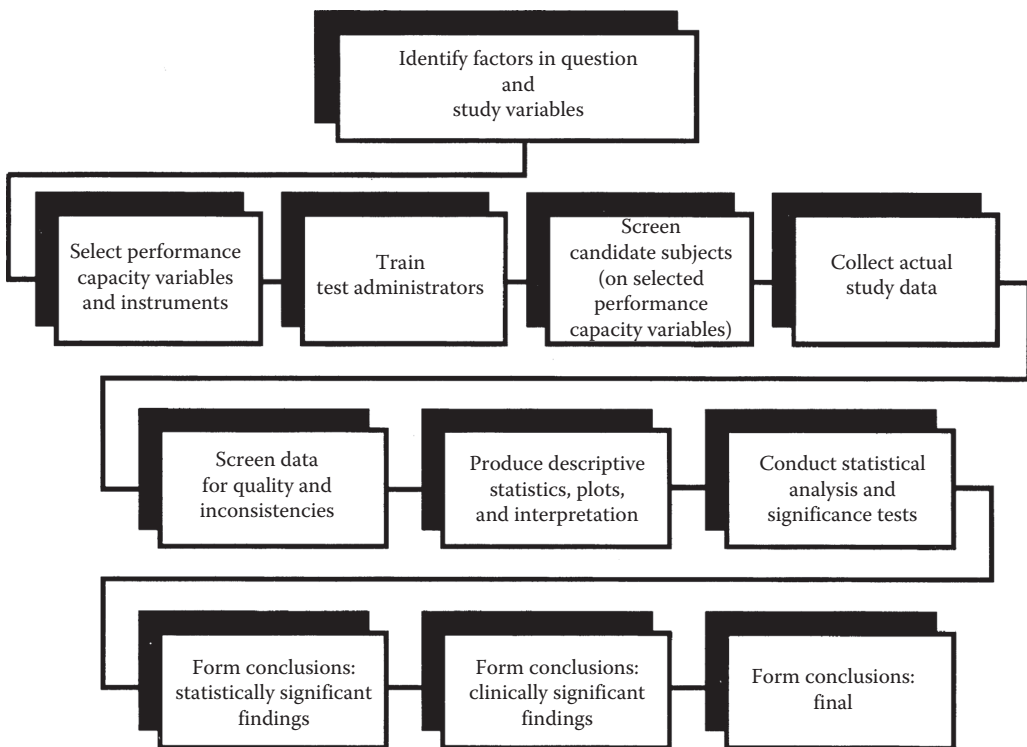 Identify factors in question
and
study variables
Select performance
capacity variables
and instruments
Train
test administrators
Screen
candidate subjects
(on selected
performance
capacity variables)
Collect actual
study data
Screen data
for quality and
inconsistencies
Produce descriptive
statistics, plots,
and interpretation
Conduct statistical
analysis and
significance tests
Form conclusions:
statistically significant
findings
Form conclusions:
clinically significant
findings
Form conclusions:
final